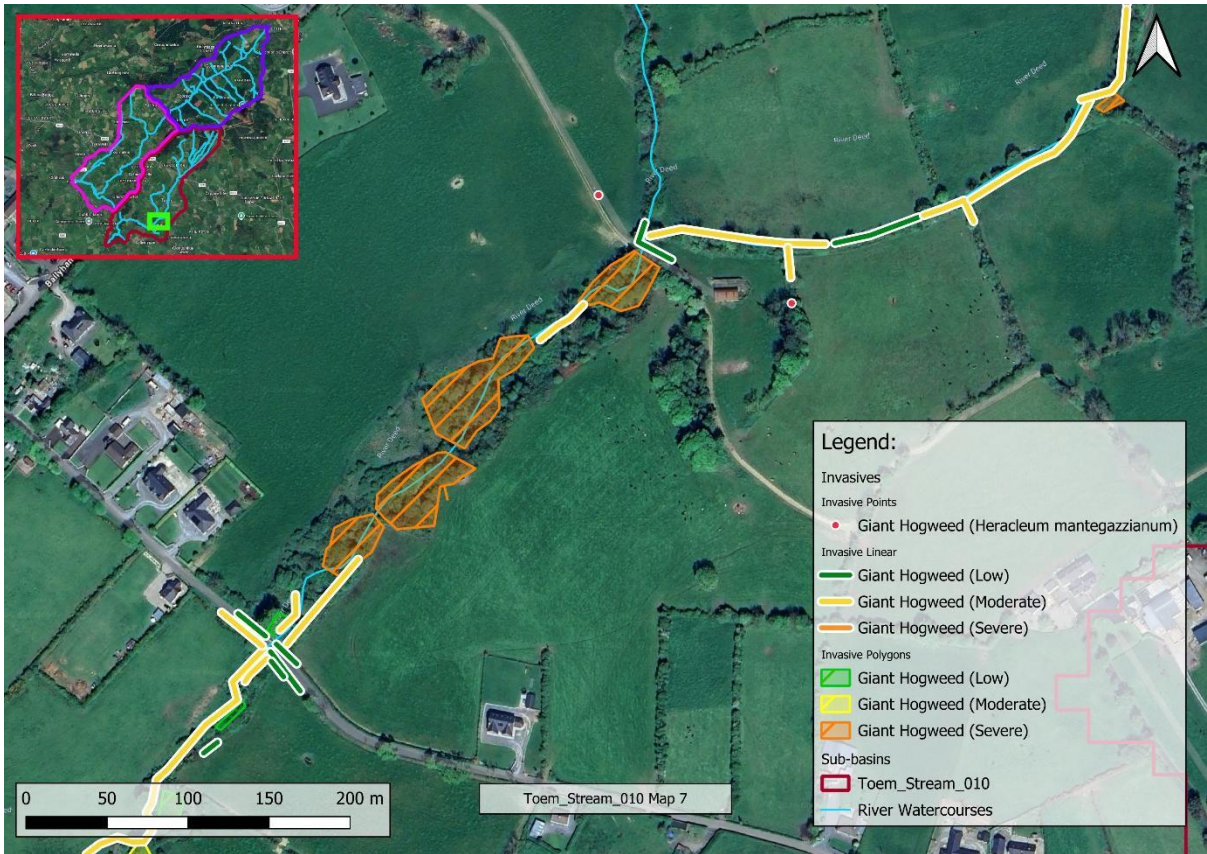 River Deed
River Deed
River Deed
River Deed
River Deed
Ballyhan
Legend:
Invasives
Invasive Points
Giant Hogweed (Heracleum mantegazzianum)
Invasive Linear
Giant Hogweed (Low)
Giant Hogweed (Moderate)
Giant Hogweed (Severe)
Invasive Polygons
Giant Hogweed (Low)
Giant Hogweed (Moderate)
Giant Hogweed (Severe)
Sub-basins
Toem_Stream_010
River Watercourses
0 50 100 150 200 m
Toem_Stream_010 Map 7